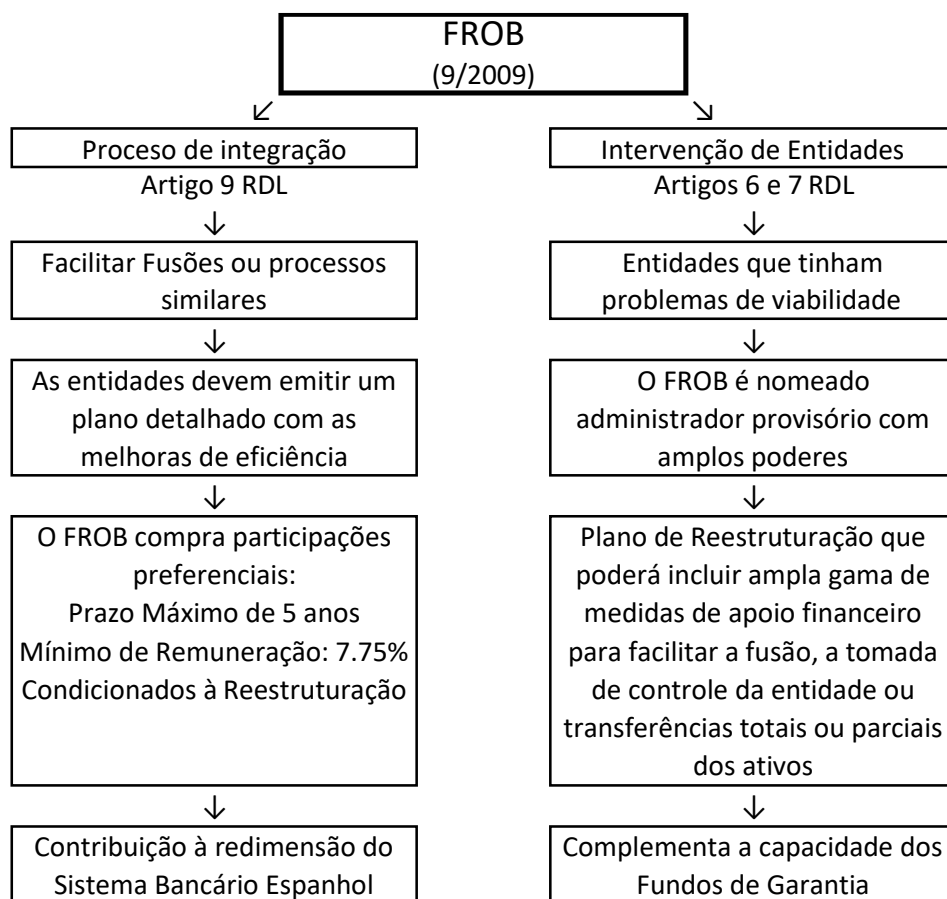 FROB
(9/2009)
Proceso de integração
Artigo 9 RDL
Facilitar Fusões ou processos
similares
As entidades devem emitir um
plano detalhado com as
melhoras de eficiência
O FROB compra participações
preferenciais:
Prazo Máximo de 5 anos
Mínimo de Remuneração: 7.75%
Condicionados à Reestruturação
Contribuição à redimensão do
Sistema Bancário Espanhol
Intervenção de Entidades
Artigos 6 e 7 RDL
Entidades que tinham
problemas de viabilidade
O FROB é nomeado
administrador provisório com
amplos poderes
Plano de Reestruturação que
poderá incluir ampla gama de
medidas de apoio financeiro
para facilitar a fusão, a tomada
de controle da entidade ou
transferências totais ou parciais
dos ativos
Complementa a capacidade dos
Fundos de Garantia